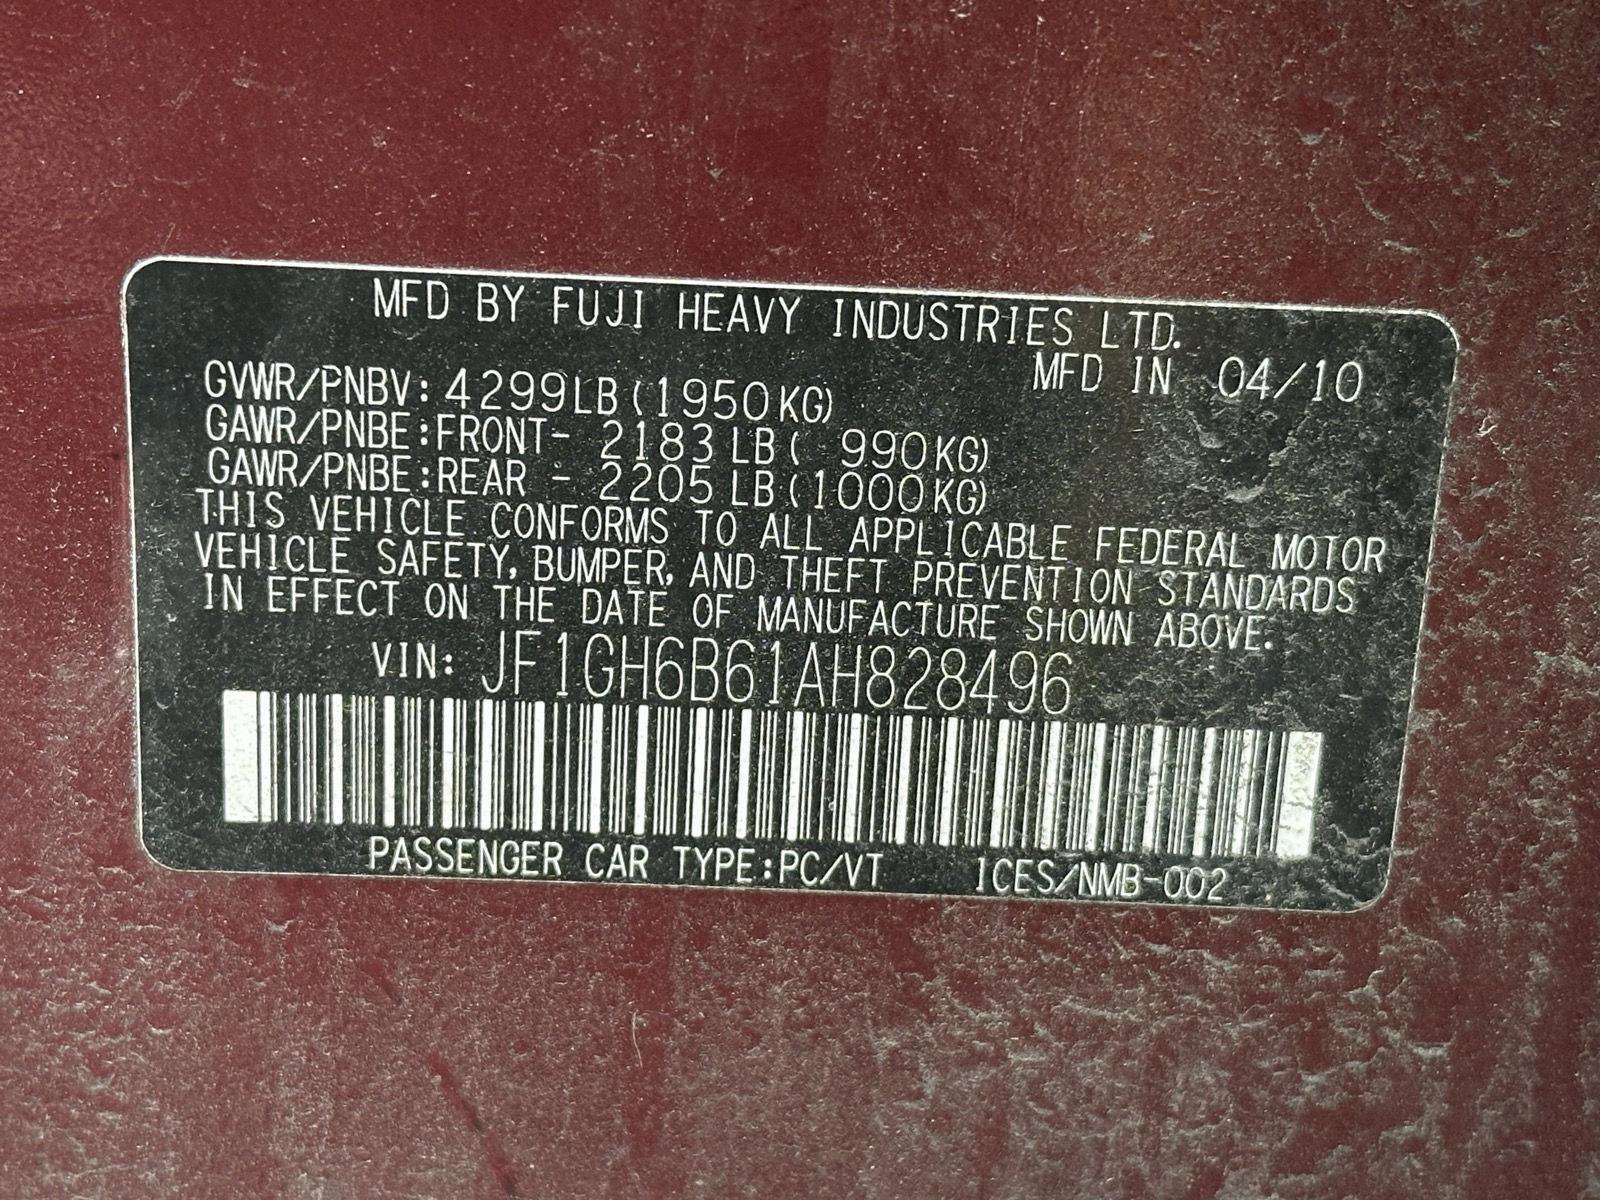 MFD BY FUJI HEAVY INDUSTRIES LTD.
MFD IN 04/10
GVWR/PNBV: 4299LB(1950KG)
GAWR/PNBE:FRONT- 2183LB( 990KG)
GAWR/PNBE:REAR - 2205LB(1000KG)
THIS VEHICLE CONFORMS TO ALL APPLICABLE FEDERAL MOTOR
VEHICLE SAFETY, BUMPER, AND THEFT PREVENTION STANDARDS
IN EFFECT ON THE DATE OF MANUFACTURE SHOWN ABOVE.
VIN: JF1GH6B61AH828496
PASSENGER CAR TYPE:PC/VT 1CES/NMB-002